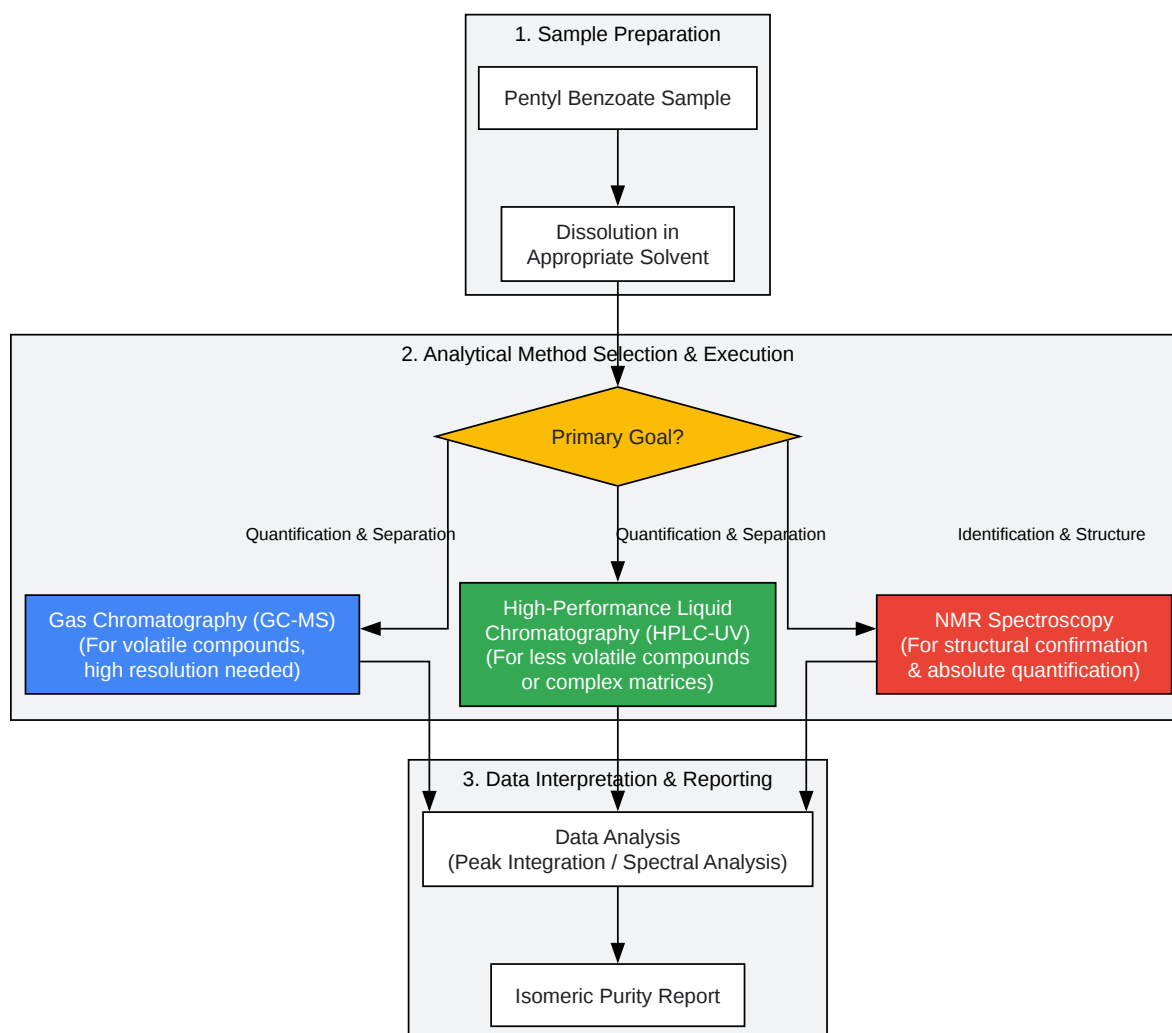 1. Sample Preparation
Pentyl Benzoate Sample
Dissolution in
Appropriate Solvent
2. Analytical Method Selection & Execution
Primary Goal?
Quantification & Separation
Quantification & Separation
Identification & Structure
Gas Chromatography (GC-MS)
(For volatile compounds,
high resolution needed)
High-Performance Liquid
Chromatography (HPLC-UV)
(For less volatile compounds
or complex matrices)
NMR Spectroscopy
(For structural confirmation
& absolute quantification)
3. Data Interpretation & Reporting
Data Analysis
(Peak Integration / Spectral Analysis)
Isomeric Purity Report